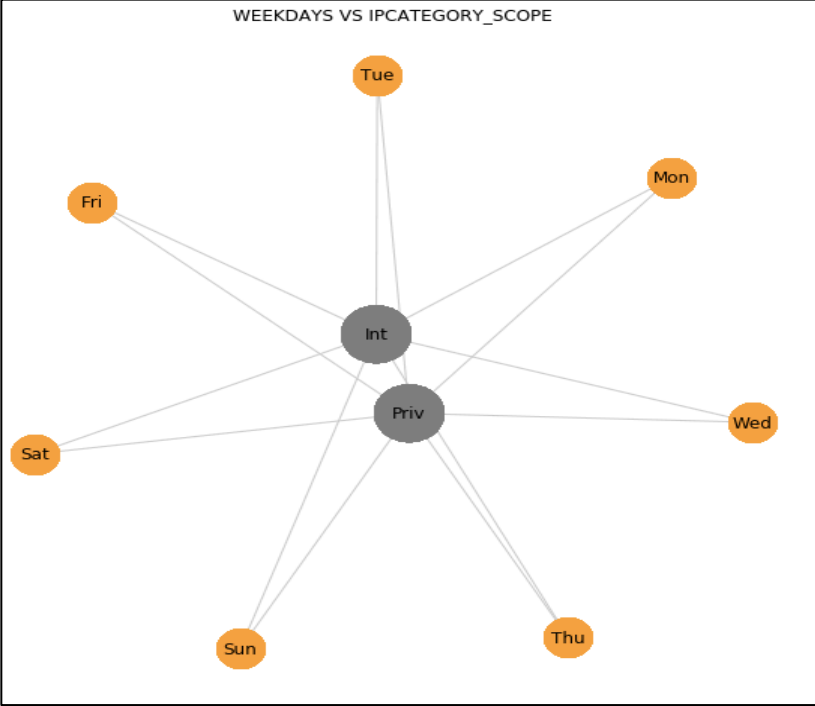 WEEKDAYS VS IPCATEGORY_SCOPE
Tue
Mon
Fri
Int
Priv
Wed
Sat
Thu
Sun